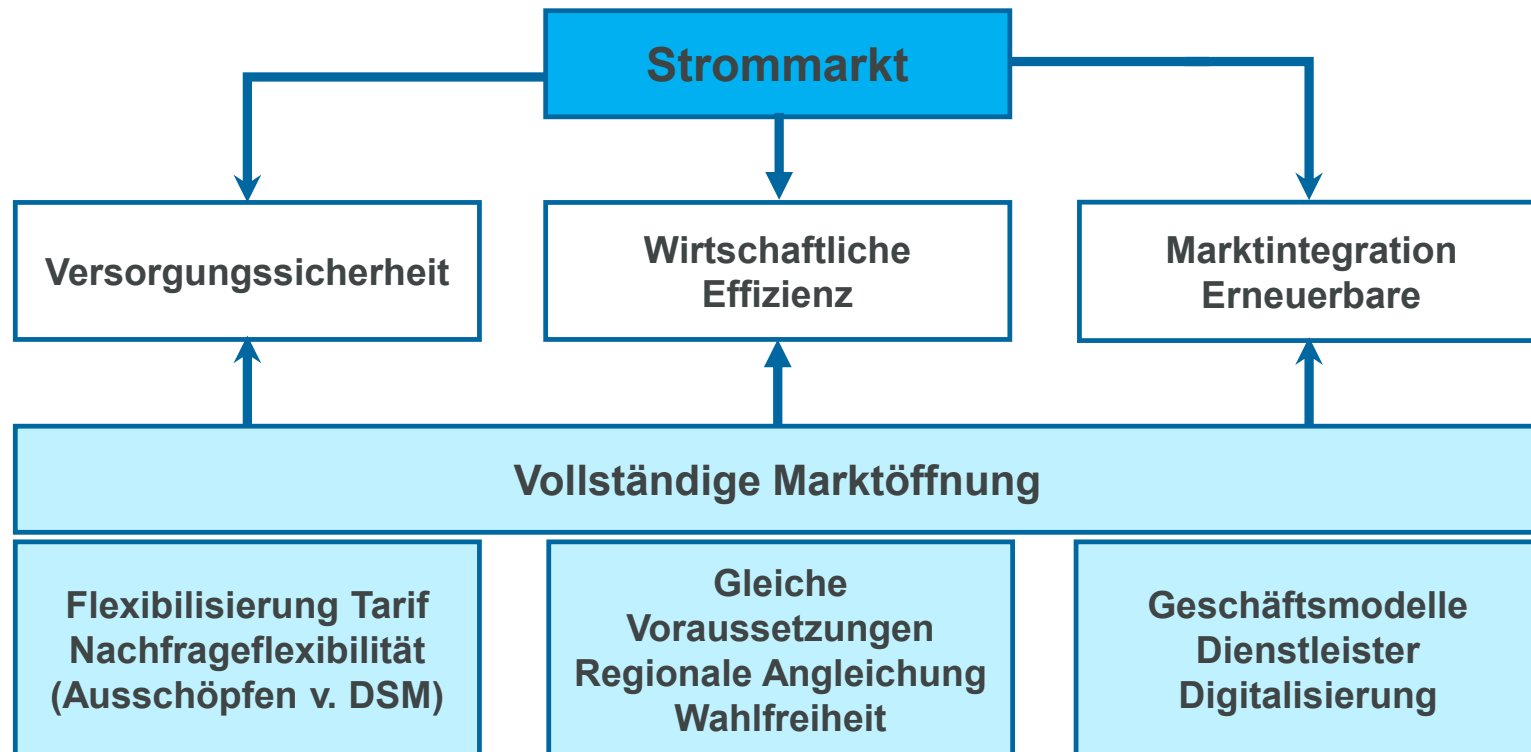 Strommarkt
Versorgungssicherheit
Wirtschaftliche
Effizienz
Marktintegration
Erneuerbare
Vollständige Marktöffnung
Flexibilisierung Tarif
Nachfrageflexibilität
(Ausschöpfen v. DSM)
Gleiche
Voraussetzungen
Regionale Angleichung
Wahlfreiheit
Geschäftsmodelle
Dienstleister
Digitalisierung